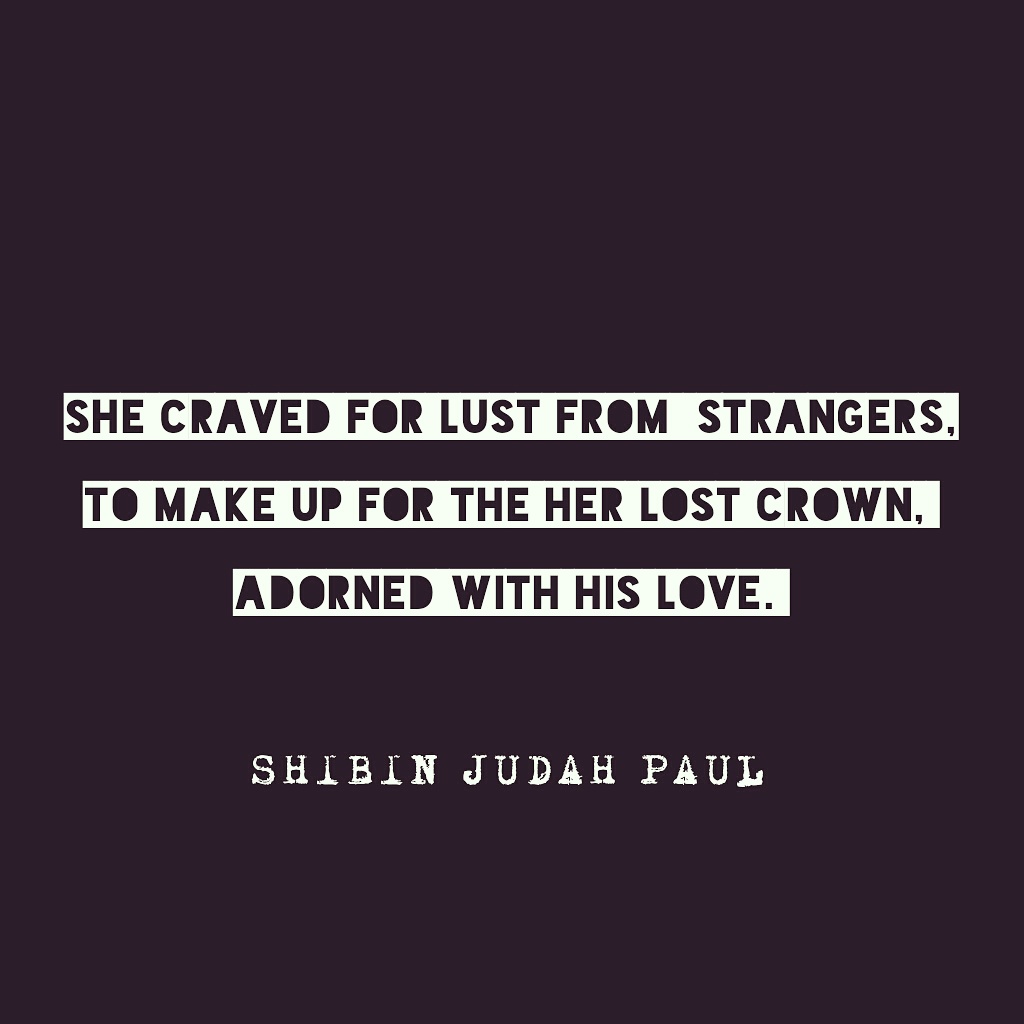 SHE CRAVED FOR LUST FROM  STRANGERS,
TO MAKE UP FOR THE HER LOST CROWN,
ADORNED WITH HIS LOVE.
SHIBIN JUDAH PAUL